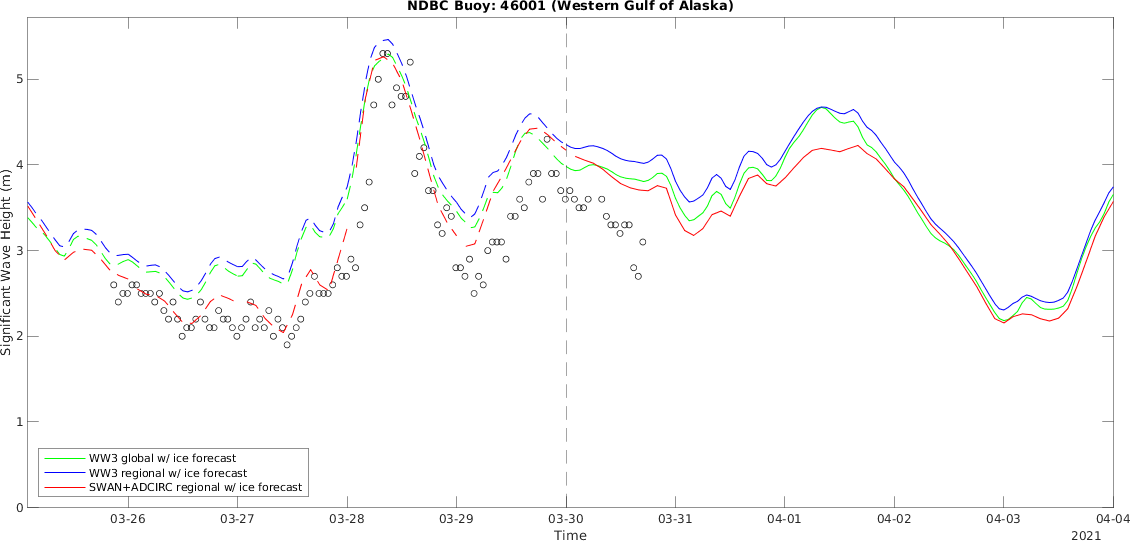 NDBC Buoy: 46001 (Western Gulf of Alaska)
Significant Wave Height (m)
5
4
3
2
1
0
WW3 global w/ ice forecast
WW3 regional w/ ice forecast
SWAN+ADCIRC regional w/ ice forecast
03-26 03-27 03-28 03-29 03-30 03-31 04-01 04-02 04-03 04-04
Time
2021